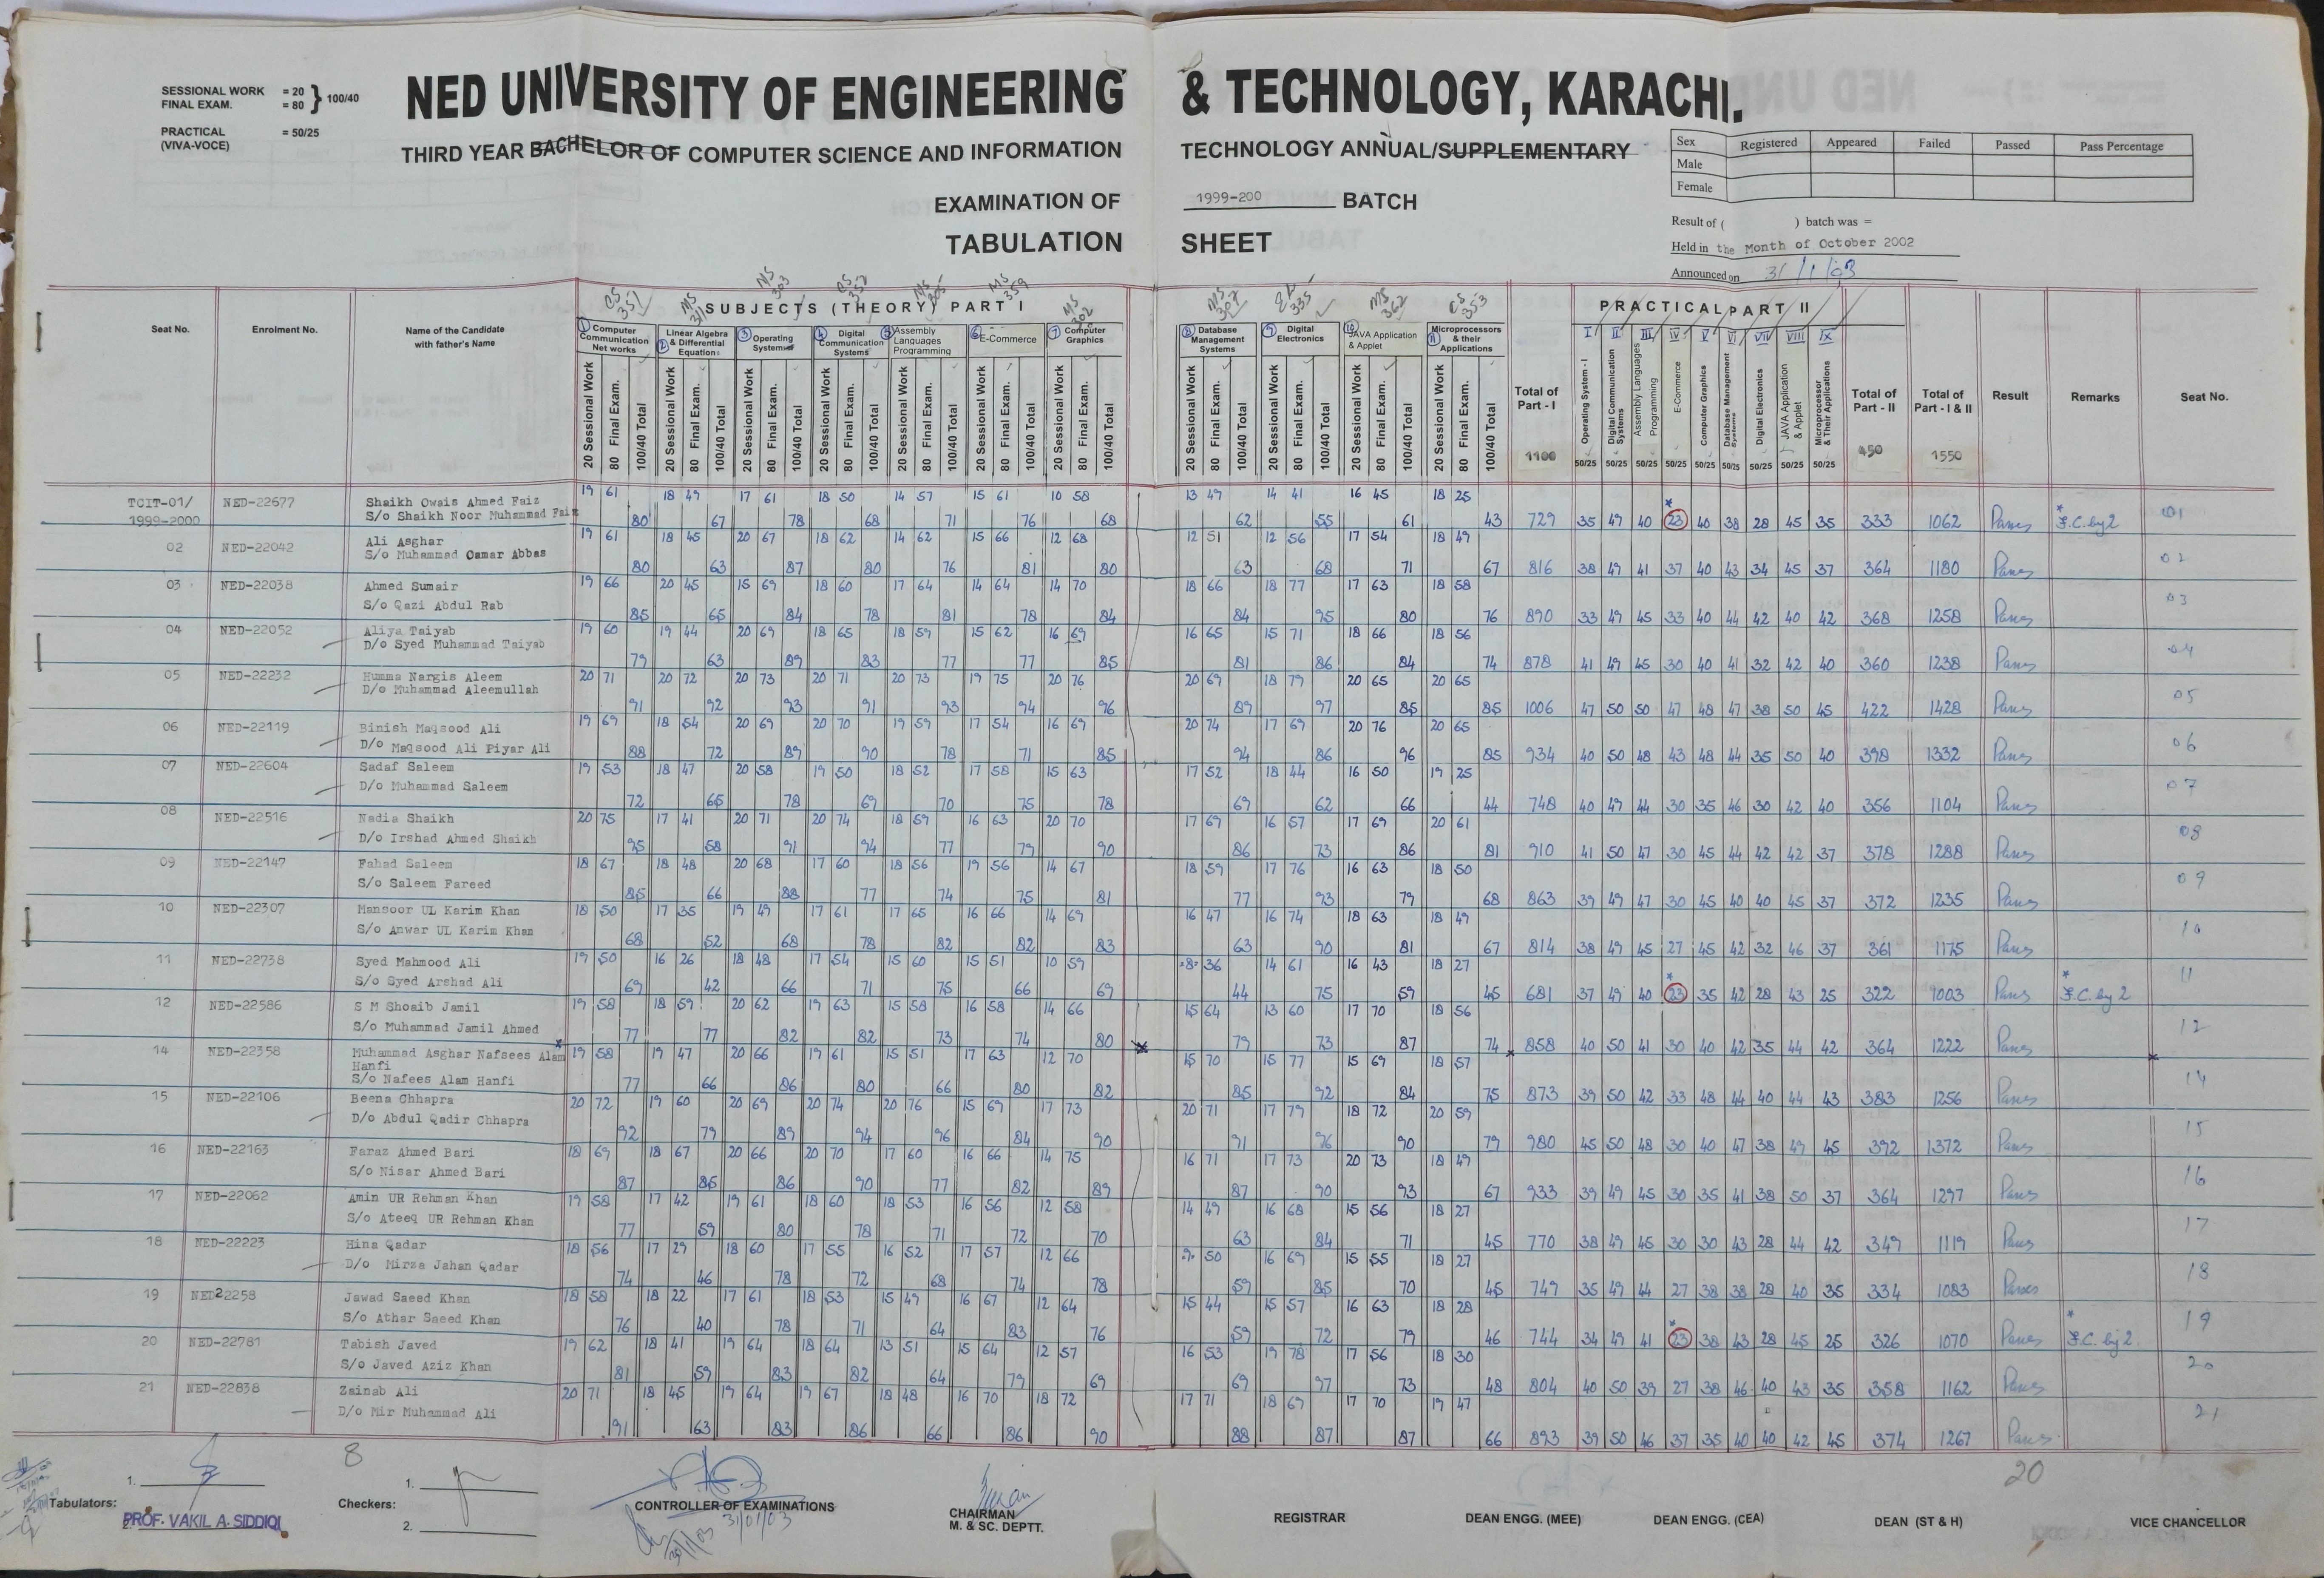 SESSIONAL WORK = 20
FINAL EXAM. = 80 } 100/40
PRACTICAL = 50/25
(VIVA-VOCE)
NED UNIVERSITY OF ENGINEERING & TECHNOLOGY, KARACHI.
THIRD YEAR BACHELOR OF COMPUTER SCIENCE AND INFORMATION TECHNOLOGY ANNUAL/SUPPLEMENTARY
EXAMINATION OF 1999-200 BATCH
TABULATION SHEET
Sex Registered Appeared Failed Passed Pass Percentage
Male
Female
Result of ( ) batch was =
Held in the Month of October 2002
Announced on 31/1/03
CS 351 MS 311 MS 303 CS 352 MS 305 MS 359 MS 302 MS 307 EL 335 MS 362 CS 353
SUBJECTS (THEORY) PART I
PRACTICAL PART II
Seat No. Enrolment No. Name of the Candidate with father's Name
1 Computer Communication Net works
2 Linear Algebra & Differential Equations
3 Operating Systems
4 Digital Communication Systems
5 Assembly Languages Programming
6 E-Commerce
7 Computer Graphics
8 Database Management Systems
9 Digital Electronics
10 JAVA Application & Applet
11 Microprocessors & their Applications
20 Sessional Work 80 Final Exam. 100/40 Total
Total of Part - I 1100
I Operating System - I 50/25
II Digital Communication Systems 50/25
III Assembly Languages Programming 50/25
IV E-Commerce 50/25
V Computer Graphics 50/25
VI Database Management Systems 50/25
VII Digital Electronics 50/25
VIII JAVA Application & Applet 50/25
IX Microprocessor & Their Applications 50/25
Total of Part - II 450
Total of Part - I & II 1550
Result Remarks Seat No.
TCIT-01/ NED-22677 Shaikh Owais Ahmed Faiz 19 61 18 49 17 61 18 50 14 57 15 61 10 58 13 49 14 41 16 45 18 25
1999-2000 S/o Shaikh Noor Muhammad Faiz 80 67 78 68 71 76 68 62 55 61 43 729 35 49 40 *23 40 38 28 45 35 333 1062 Passes * F.C. by 2 01
02 NED-22042 Ali Asghar 19 61 18 45 20 67 18 62 14 62 15 66 12 68 12 51 12 56 17 54 18 49
S/o Muhammad Qamar Abbas 80 63 87 80 76 81 80 63 68 71 67 816 38 49 41 37 40 43 34 45 37 364 1180 Passes 02
03 NED-22038 Ahmed Sumair 19 66 20 45 15 69 18 60 17 64 14 64 14 70 18 66 18 77 17 63 18 58
S/o Qazi Abdul Rab 85 65 84 78 81 78 84 84 95 80 76 890 33 49 45 33 40 44 42 40 42 368 1258 Passes 03
04 NED-22052 Aliya Taiyab 19 60 19 44 20 69 18 65 18 59 15 62 16 69 16 65 15 71 18 66 18 56
D/o Syed Muhammad Taiyab 79 63 89 83 77 77 85 81 86 84 74 878 41 49 45 30 40 41 32 42 40 360 1238 Passes 04
05 NED-22232 Humma Nargis Aleem 20 71 20 72 20 73 20 71 20 73 19 75 20 76 20 69 18 79 20 65 20 65
D/o Muhammad Aleemullah 91 92 93 91 93 94 96 89 97 85 85 1006 47 50 50 47 48 47 38 50 45 422 1428 Passes 05
06 NED-22119 Binish Maqsood Ali 19 69 18 54 20 69 20 70 19 59 17 54 16 69 20 74 17 69 20 76 20 65
D/o Maqsood Ali Piyar Ali 88 72 89 90 78 71 85 94 86 96 85 934 40 50 48 43 48 44 35 50 40 398 1332 Passes 06
07 NED-22604 Sadaf Saleem 19 53 18 47 20 58 19 50 18 52 17 58 15 63 17 52 18 44 16 50 19 25
D/o Muhammad Saleem 72 65 78 69 70 75 78 69 62 66 44 748 40 49 44 30 35 46 30 42 40 356 1104 Passes 07
08 NED-22516 Nadia Shaikh 20 75 17 41 20 71 20 74 18 59 16 63 20 70 17 69 16 57 17 69 20 61
D/o Irshad Ahmed Shaikh 95 58 91 94 77 79 90 86 73 86 81 910 41 50 47 30 45 44 42 42 37 378 1288 Passes 08
09 NED-22147 Fahad Saleem 18 67 18 48 20 68 17 60 18 56 19 56 14 67 18 59 17 76 16 63 18 50
S/o Saleem Fareed 85 66 88 77 74 75 81 77 93 79 68 863 39 49 47 30 45 40 40 45 37 372 1235 Passes 09
10 NED-22307 Mansoor UL Karim Khan 18 50 17 35 19 49 17 61 17 65 16 66 14 69 16 47 16 74 18 63 18 49
S/o Anwar UL Karim Khan 68 52 68 78 82 82 83 63 90 81 67 814 38 49 45 27 45 42 32 46 37 361 1175 Passes 10
11 NED-22738 Syed Mahmood Ali 19 50 16 26 18 48 17 54 15 60 15 51 10 59 =8= 36 14 61 16 43 18 27
S/o Syed Arshad Ali 69 42 66 71 75 66 69 44 75 59 45 681 37 49 40 *23 35 42 28 43 25 322 1003 Passes * F.C. by 2 11
12 NED-22586 S M Shoaib Jamil 19 58 18 59 20 62 19 63 15 58 16 58 14 66 15 64 13 60 17 70 18 56
S/o Muhammad Jamil Ahmed 77 77 82 82 73 74 80 79 73 87 74 858 40 50 41 30 40 42 35 44 42 364 1222 Passes 12
14 NED-22358 Muhammad Asghar Nafsees Alam 19 58 19 47 20 66 19 61 15 51 17 63 12 70 15 70 15 77 15 69 18 57
Hanfi
S/o Nafees Alam Hanfi 77 66 86 80 66 80 82 85 92 84 75 873 39 50 42 33 48 44 40 44 43 383 1256 Passes 14
15 NED-22106 Beena Chhapra 20 72 19 60 20 69 20 74 20 76 15 69 17 73 20 71 17 79 18 72 20 59
D/o Abdul Qadir Chhapra 92 79 89 94 96 84 90 91 96 90 79 980 45 50 48 30 40 47 38 49 45 392 1372 Passes 15
16 NED-22163 Faraz Ahmed Bari 18 69 18 67 20 66 20 70 17 60 16 66 14 75 16 71 17 73 20 73 18 49
S/o Nisar Ahmed Bari 87 85 86 90 77 82 89 87 90 93 67 933 39 49 45 30 35 41 38 50 37 364 1297 Passes 16
17 NED-22062 Amin UR Rehman Khan 19 58 17 42 19 61 18 60 18 53 16 56 12 58 14 49 16 68 15 56 18 27
S/o Ateeq UR Rehman Khan 77 59 80 78 71 72 70 63 84 71 45 770 38 49 45 30 30 43 28 44 42 349 1119 Passes 17
18 NED-22223 Hina Qadar 18 56 17 29 18 60 17 55 16 52 17 57 12 66 9 50 16 69 15 55 18 27
D/o Mirza Jahan Qadar 74 46 78 72 68 74 78 59 85 70 45 749 35 49 44 27 38 38 28 40 35 334 1083 Passes 18
19 NED22258 Jawad Saeed Khan 18 58 18 22 17 61 18 53 15 49 16 67 12 64 15 44 15 57 16 63 18 28
S/o Athar Saeed Khan 76 40 78 71 64 83 76 59 72 79 46 744 34 49 41 *23 38 43 28 45 25 326 1070 Passes * F.C. by 2. 19
20 NED-22781 Tabish Javed 19 62 18 41 19 64 18 64 13 51 15 64 12 57 16 53 19 78 17 56 18 30
S/o Javed Aziz Khan 81 59 83 82 64 79 69 69 97 73 48 804 40 50 39 27 38 46 40 43 35 358 1162 Passes 20
21 NED-22838 Zainab Ali 20 71 18 45 19 64 19 67 18 48 16 70 18 72 17 71 18 69 17 70 19 47
D/o Mir Muhammad Ali 91 63 83 86 66 86 90 88 87 87 66 893 39 50 46 37 35 40 40 42 45 374 1267 Passes 21
8
20
Tabulators: 1. 2. PROF. VAKIL A. SIDDIQI
Checkers: 1. 2.
CONTROLLER OF EXAMINATIONS
31/01/03
30/1/03
CHAIRMAN
M. & SC. DEPTT.
REGISTRAR
DEAN ENGG. (MEE)
DEAN ENGG. (CEA)
DEAN (ST & H)
VICE CHANCELLOR